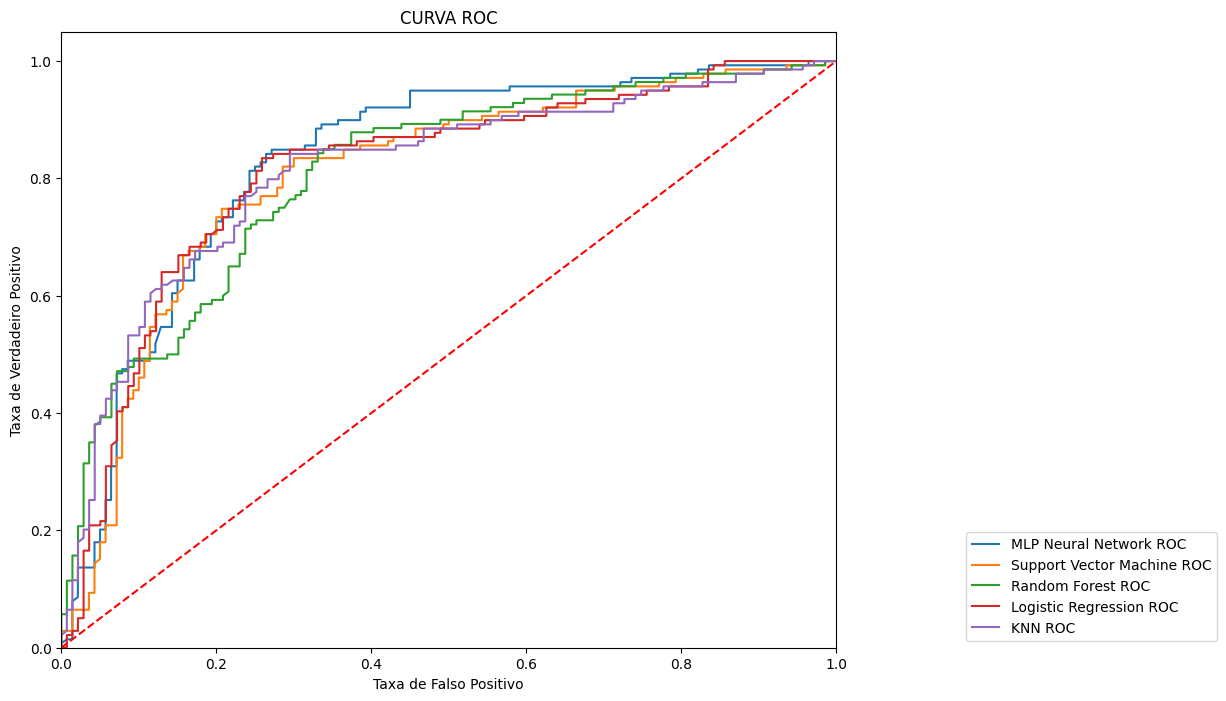 CURVA ROC
Taxa de Verdadeiro Positivo
1.0
0.8
0.6
0.4
0.2
0.0
0.0 0.2 0.4 0.6 0.8 1.0
Taxa de Falso Positivo
MLP Neural Network ROC
Support Vector Machine ROC
Random Forest ROC
Logistic Regression ROC
KNN ROC